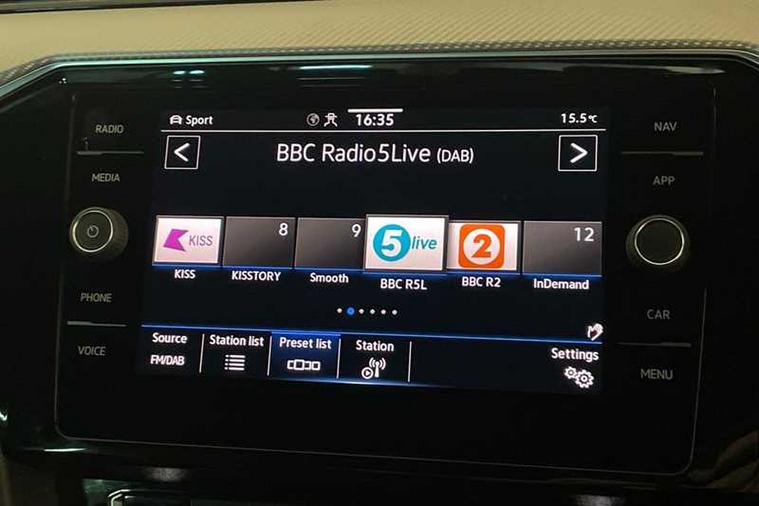 RADIO
MEDIA
PHONE
VOICE
Sport
16:35
15.5°C
< BBC Radio5Live (DAB) >
KISS 8 9 5 live 2 12
KISS KISSTORY Smooth BBC R5L BBC R2 InDemand
Source Station list Preset list Station Settings
FM/DAB
NAV
APP
CAR
MENU